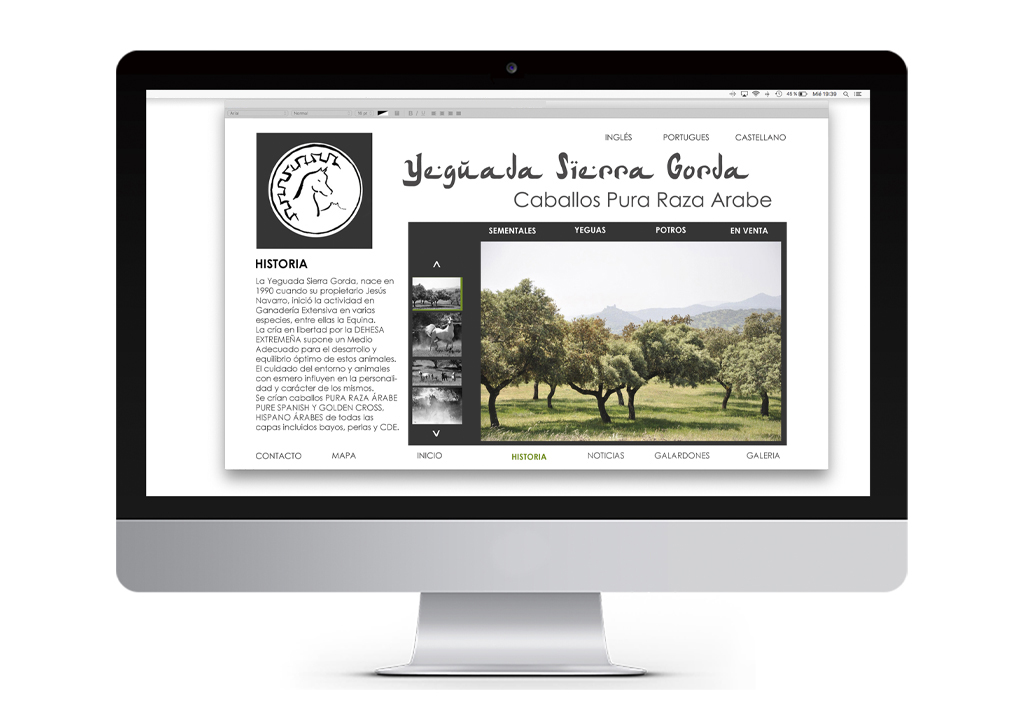 45 % Mié 19:39
INGLÉS PORTUGUES CASTELLANO
Yegüada Sierra Gorda
Caballos Pura Raza Arabe
SEMENTALES YEGUAS POTROS EN VENTA
HISTORIA
La Yeguada Sierra Gorda, nace en
1990 cuando su propietario Jesús
Navarro, inició la actividad en
Ganadería Extensiva en varias
especies, entre ellas la Equina.
La cría en libertad por la DEHESA
EXTREMEÑA supone un Medio
Adecuado para el desarrollo y
equilibrio óptimo de estos animales.
El cuidado del entorno y animales
con esmero influyen en la personali-
dad y carácter de los mismos.
Se crían caballos PURA RAZA ÁRABE
PURE SPANISH Y GOLDEN CROSS.
HISPANO ÁRABES de todas las
capas incluidos bayos, perlas y CDE.
CONTACTO MAPA INICIO HISTORIA NOTICIAS GALARDONES GALERIA